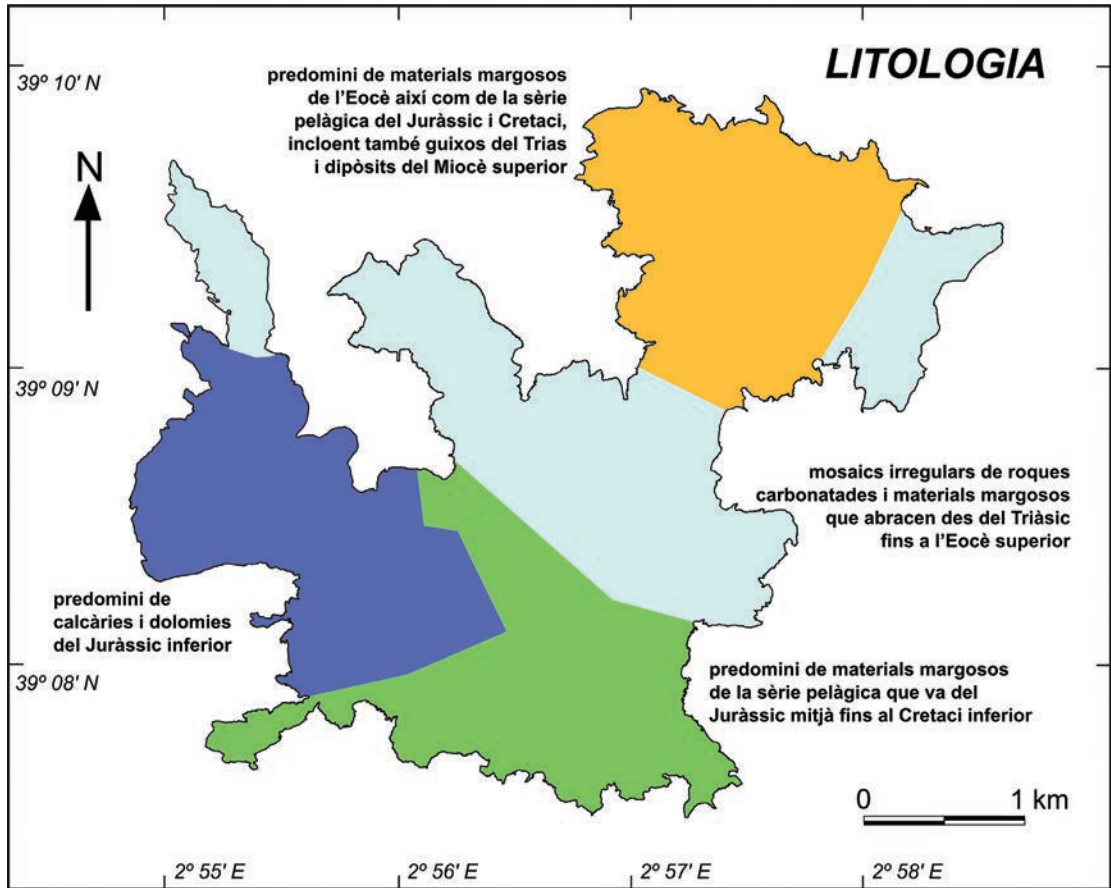 LITOLOGIA
39º 10' N
predomini de materials margosos
de l'Eocè així com de la sèrie
pelàgica del Juràssic i Cretaci,
incloent també guixos del Trias
i dipòsits del Miocè superior
N
39º 09' N
mosaics irregulars de roques
carbonatades i materials margosos
que abracen des del Triàsic
fins a l'Eocè superior
predomini de
calcàries i dolomies
del Juràssic inferior
39º 08' N
predomini de materials margosos
de la sèrie pelàgica que va del
Juràssic mitjà fins al Cretaci inferior
0 1 km
2º 55' E 2º 56' E 2º 57' E 2º 58' E